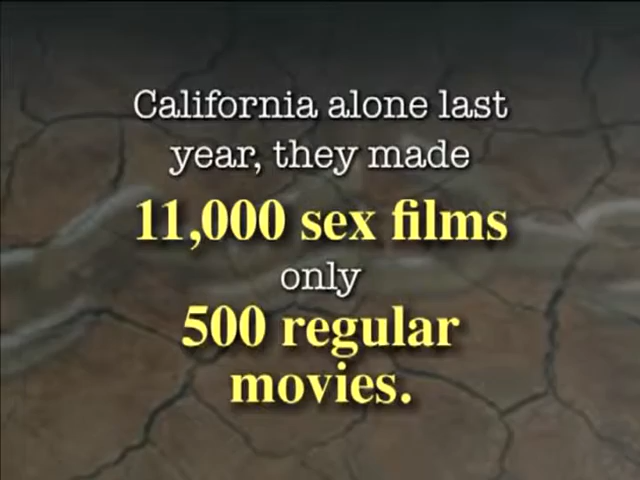 California alone last
year, they made
11,000 sex films
only
500 regular
movies.